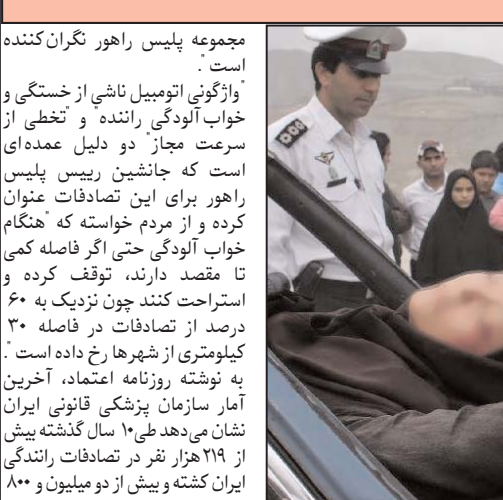 مجموعه پلیس راهور نگران‌کننده
است".
"واژگونی اتومبیل ناشی از خستگی و
خواب‌آلودگی راننده" و "تخطی از
سرعت مجاز" دو دلیل عمده‌ای
است که جانشین رییس پلیس
راهور برای این تصادفات عنوان
کرده و از مردم خواسته که "هنگام
خواب آلودگی حتی اگر فاصله کمی
تا مقصد دارند، توقف کرده و
استراحت کنند چون نزدیک به ۶۰
درصد از تصادفات در فاصله ۳۰
کیلومتری از شهرها رخ داده است".
به نوشته روزنامه اعتماد، آخرین
آمار سازمان پزشکی قانونی ایران
نشان می‌دهد طی۱۰ سال گذشته بیش
از ۲۱۹هزار نفر در تصادفات رانندگی
ایران کشته و بیش از دو میلیون و ۸۰۰